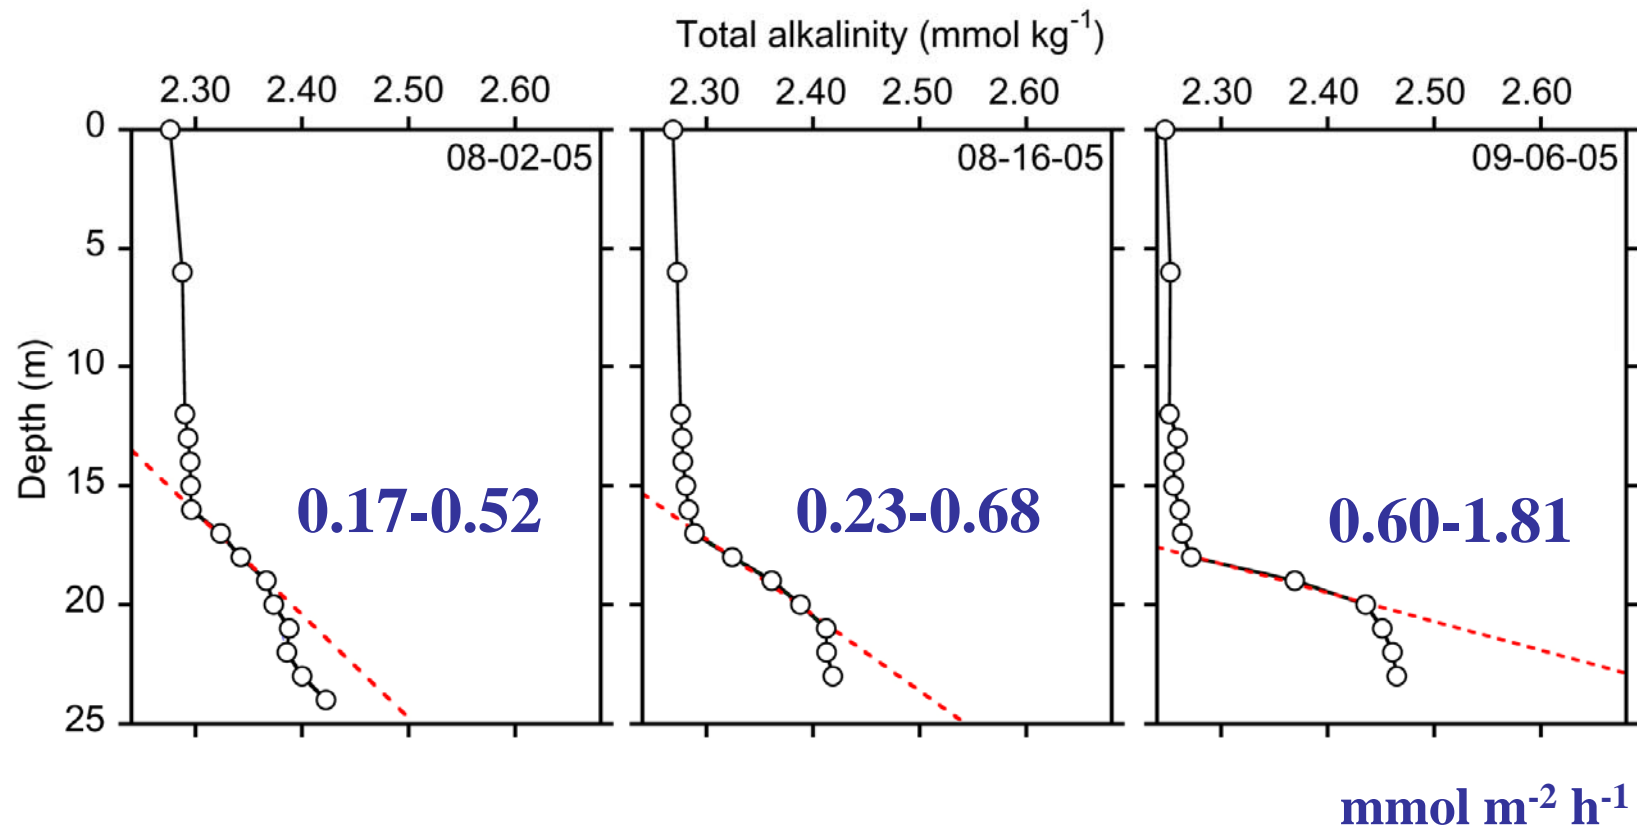 Total alkalinity (mmol kg⁻¹)
2.30 2.40 2.50 2.60 2.30 2.40 2.50 2.60 2.30 2.40 2.50 2.60
0
08-02-05 08-16-05 09-06-05
5
10
Depth (m)
15
0.17-0.52 0.23-0.68 0.60-1.81
20
25
mmol m⁻² h⁻¹